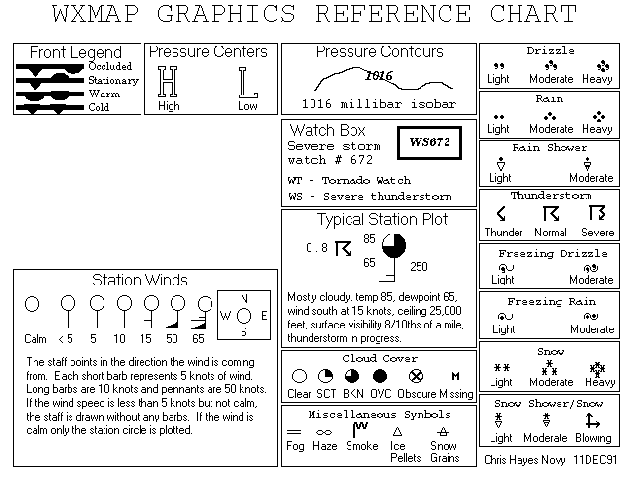 WXMAP GRAPHICS REFERENCE CHART
Front Legend
Occluded
Stationary
Warm
Cold
Pressure Centers
H L
High Low
Pressure Contours
1016
1016 millibar isobar
Watch Box
Severe storm
watch # 672
WS672
WT - Tornado Watch
WS - Severe thunderstorm
Typical Station Plot
0.8 85
65 250
Mostly cloudy, temp 85, dewpoint 65,
wind south at 15 knots, ceiling 25,000
feet, surface visibility 8/10ths of a mile,
thunderstorm n progress.
Station Winds
Calm < 5 5 10 15 50 65
N
W E
S
The staff points in the direction the wind is coming
from. Each short barb represents 5 knots of wind.
Long barbs are 10 knots and pennants are 50 knots.
If the wind speec is less than 5 knots but not calm,
the staff is drawn without any barbs. If the wind is
calm only the station circle is plotted.
Cloud Cover
M
Clear SCT BKN OVC Obscure Missing
Miscellaneous Symbols
Fog Haze Smoke Ice Pellets Snow Grains
Drizzle
Light Moderate Heavy
Rain
Light Moderate Heavy
Rain Shower
Light Moderate
Thunderstorm
Thunder Normal Severe
Freezing Drizzle
Light Moderate
Freezing Rain
Light Moderate
Snow
Light Moderate Heavy
Snow Shower/Snow
Light Moderate Blowing
Chris Hayes Novy 11DEC91